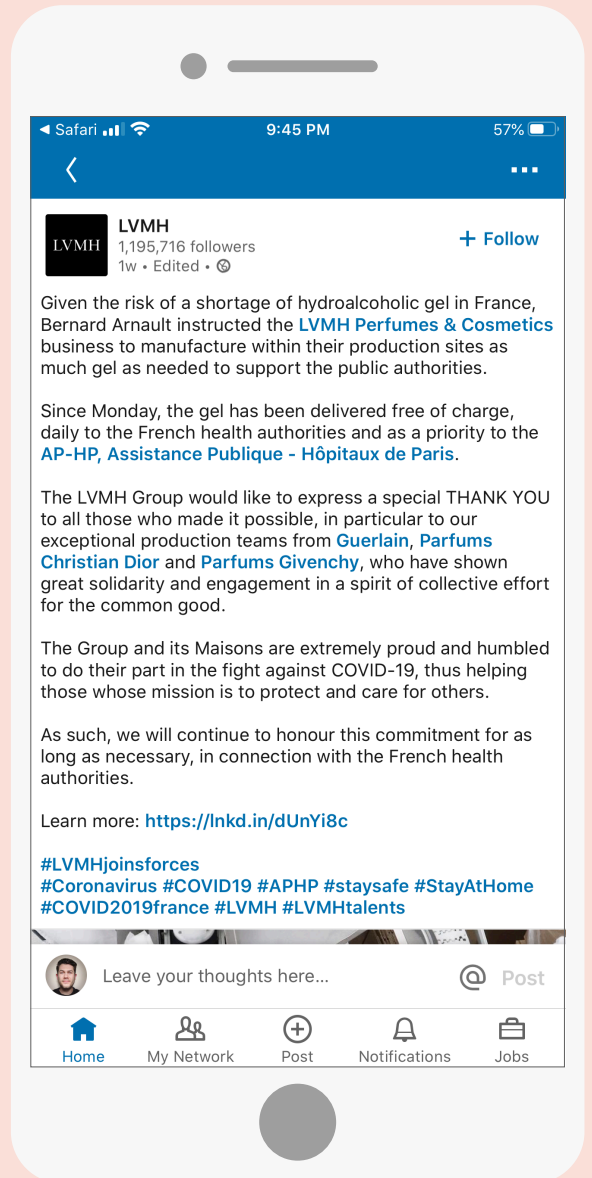 Safari
9:45 PM
57%
LVMH
LVMH
1,195,716 followers
1w • Edited •
+ Follow
Given the risk of a shortage of hydroalcoholic gel in France,
Bernard Arnault instructed the LVMH Perfumes & Cosmetics
business to manufacture within their production sites as
much gel as needed to support the public authorities.
Since Monday, the gel has been delivered free of charge,
daily to the French health authorities and as a priority to the
AP-HP, Assistance Publique - Hôpitaux de Paris.
The LVMH Group would like to express a special THANK YOU
to all those who made it possible, in particular to our
exceptional production teams from Guerlain, Parfums
Christian Dior and Parfums Givenchy, who have shown
great solidarity and engagement in a spirit of collective effort
for the common good.
The Group and its Maisons are extremely proud and humbled
to do their part in the fight against COVID-19, thus helping
those whose mission is to protect and care for others.
As such, we will continue to honour this commitment for as
long as necessary, in connection with the French health
authorities.
Learn more: https://lnkd.in/dUnYi8c
#LVMHjoinsforces
#Coronavirus #COVID19 #APHP #staysafe #StayAtHome
#COVID2019france #LVMH #LVMHtalents
Leave your thoughts here...
@ Post
Home
My Network
Post
Notifications
Jobs